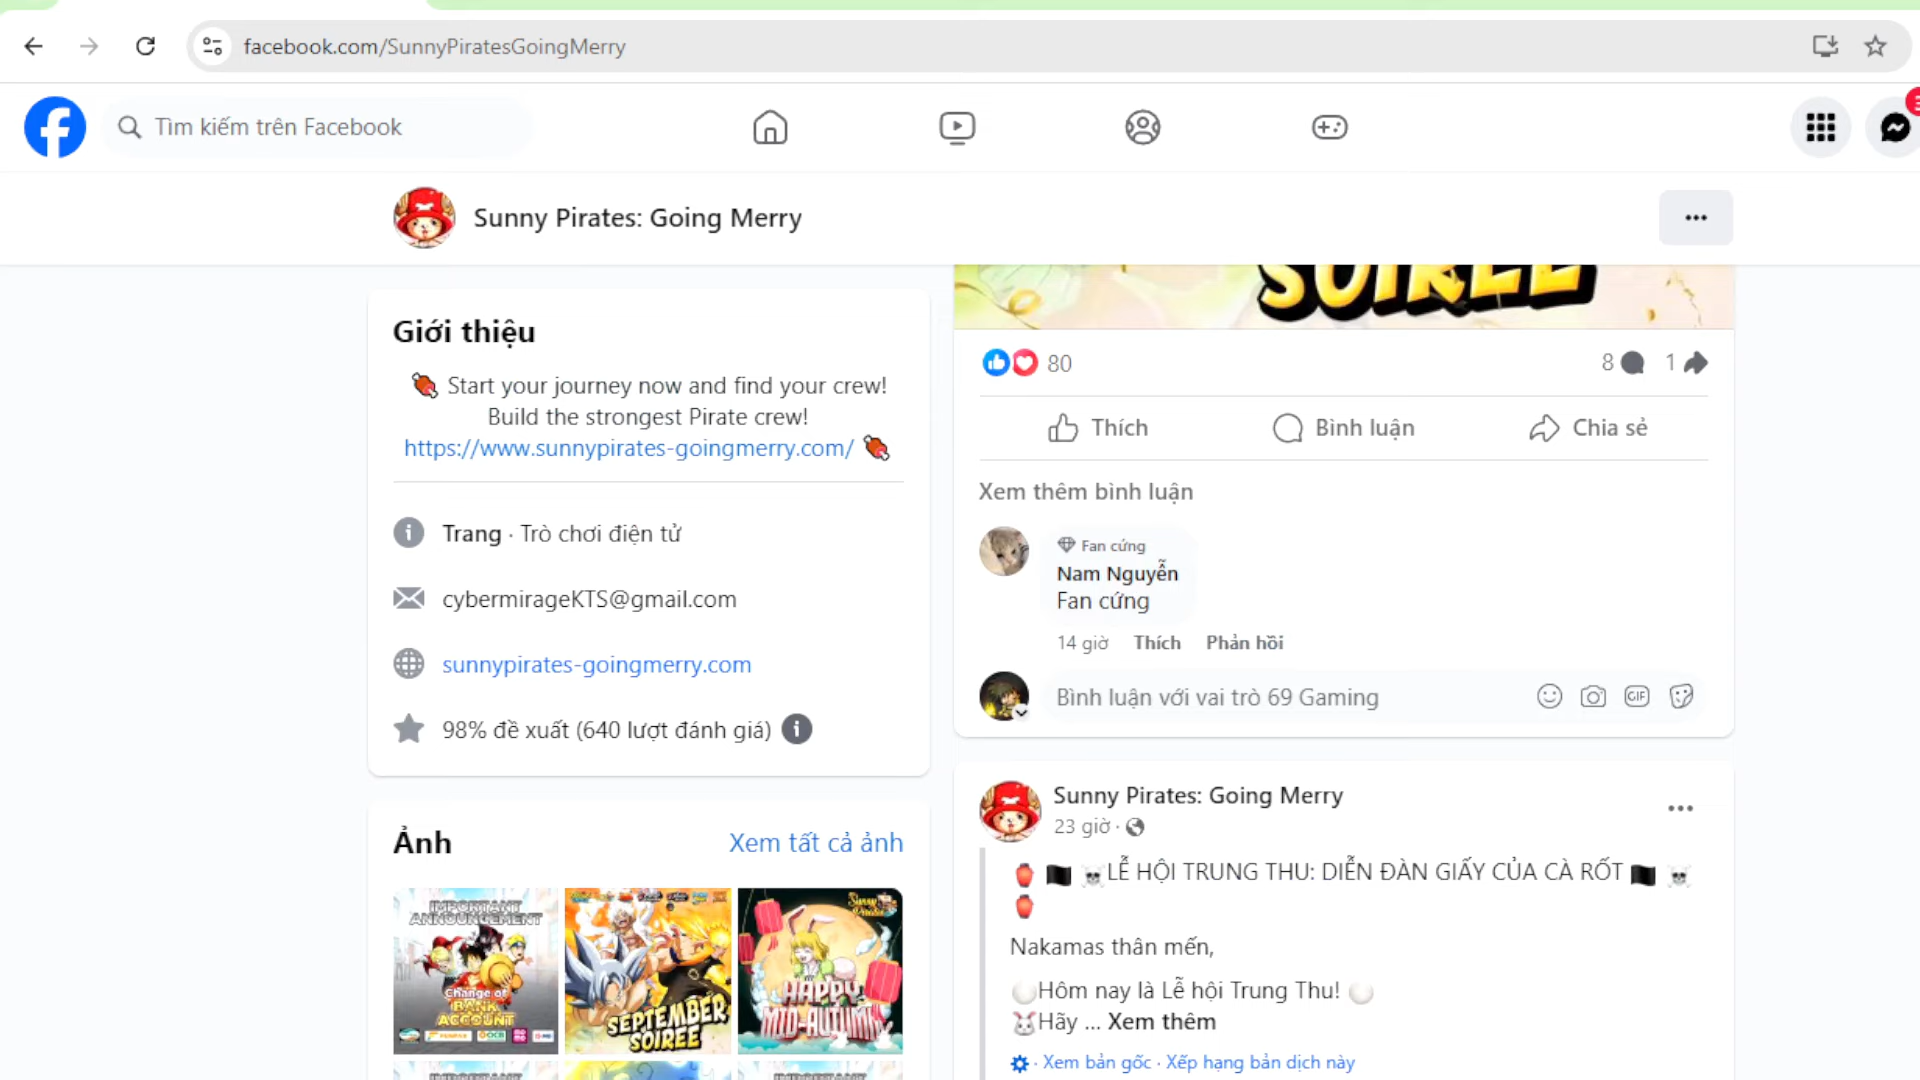 facebook.com/SunnyPiratesGoingMerry
Tìm kiếm trên Facebook
3
Sunny Pirates: Going Merry
Giới thiệu
Start your journey now and find your crew!
Build the strongest Pirate crew!
https://www.sunnypirates-goingmerry.com/
Trang · Trò chơi điện tử
cybermirageKTS@gmail.com
sunnypirates-goingmerry.com
98% đề xuất (640 lượt đánh giá)
Ảnh
Xem tất cả ảnh
IMPORTANT
ANNOUNCEMENT
Change of
BANK
ACCOUNT
SEPTEMBER
SOIREE
Sunny
Pirates
HAPPY
MID-AUTUMN
SOIREE
80
8
1
Thích
Bình luận
Chia sẻ
Xem thêm bình luận
Fan cứng
Nam Nguyễn
Fan cứng
14 giờ Thích Phản hồi
Bình luận với vai trò 69 Gaming
GIF
Sunny Pirates: Going Merry
23 giờ ·
LỄ HỘI TRUNG THU: DIỄN ĐÀN GIẤY CỦA CÀ RỐT
Nakamas thân mến,
Hôm nay là Lễ hội Trung Thu!
Hãy ... Xem thêm
· Xem bản gốc · Xếp hạng bản dịch này